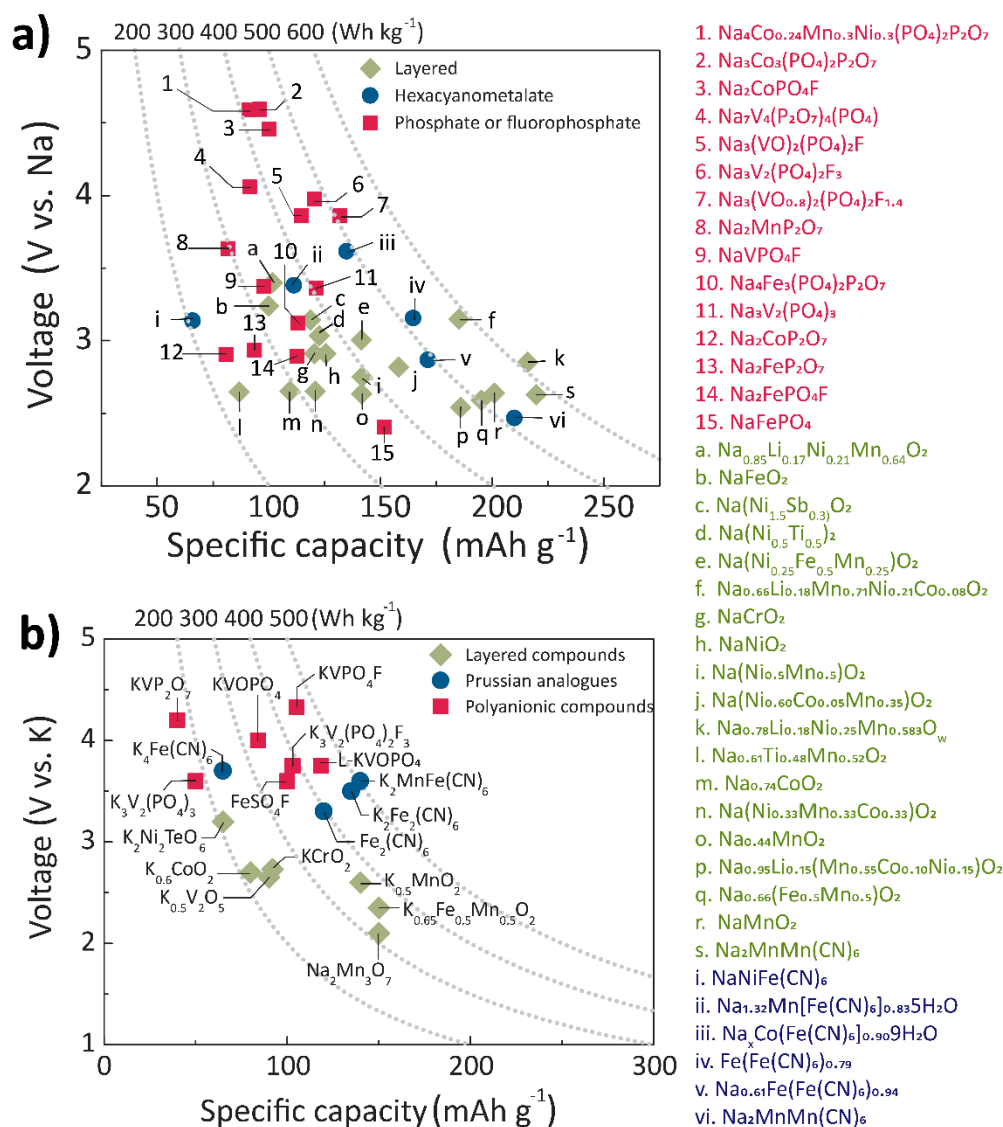 a)
200 300 400 500 600 (Wh kg⁻¹)
5
4
3
2
Voltage (V vs. Na)
Layered
Hexacyanometalate
Phosphate or fluorophosphate
1
2
3
4
5
6
7
8
a
10
ii
iii
9
11
iv
b
c
i
13
d
e
f
12
14
g
h
i
j
v
k
l
m
n
o
15
p
q
r
vi
s
50 100 150 200 250
Specific capacity (mAh g⁻¹)
b)
200 300 400 500 (Wh kg⁻¹)
5
4
3
2
1
Voltage (V vs. K)
Layered compounds
Prussian analogues
Polyanionic compounds
KVP₂O₇
KVOPO₄
KVPO₄F
K₃V₂(PO₄)₂F₃
K₄Fe(CN)₆
L-KVOPO₄
K₂MnFe(CN)₆
K₃V₂(PO₄)₃
FeSO₄F
K₂Fe₂(CN)₆
K₂Ni₂TeO₆
Fe₂(CN)₆
KCrO₂
K₀.₆CoO₂
K₀.₅MnO₂
K₀.₅V₂O₅
K₀.₆₅Fe₀.₅Mn₀.₅O₂
Na₂Mn₃O₇
0 100 200 300
Specific capacity (mAh g⁻¹)
1. Na₄Co₀.₂₄Mn₀.₃Ni₀.₃(PO₄)₂P₂O₇
2. Na₃Co₃(PO₄)₂P₂O₇
3. Na₂CoPO₄F
4. Na₇V₄(P₂O₇)₄(PO₄)
5. Na₃(VO)₂(PO₄)₂F
6. Na₃V₂(PO₄)₂F₃
7. Na₃(VO₀.₈)₂(PO₄)₂F₁.₄
8. Na₂MnP₂O₇
9. NaVPO₄F
10. Na₄Fe₃(PO₄)₂P₂O₇
11. Na₃V₂(PO₄)₃
12. Na₂CoP₂O₇
13. Na₂FeP₂O₇
14. Na₂FePO₄F
15. NaFePO₄
a. Na₀.₈₅Li₀.₁₇Ni₀.₂₁Mn₀.₆₄O₂
b. NaFeO₂
c. Na(Ni₁.₅Sb₀.₃)O₂
d. Na(Ni₀.₅Ti₀.₅)₂
e. Na(Ni₀.₂₅Fe₀.₅Mn₀.₂₅)O₂
f. Na₀.₆₆Li₀.₁₈Mn₀.₇₁Ni₀.₂₁Co₀.₀₈O₂
g. NaCrO₂
h. NaNiO₂
i. Na(Ni₀.₅Mn₀.₅)O₂
j. Na(Ni₀.₆₀Co₀.₀₅Mn₀.₃₅)O₂
k. Na₀.₇₈Li₀.₁₈Ni₀.₂₅Mn₀.₅₈₃O_w
l. Na₀.₆₁Ti₀.₄₈Mn₀.₅₂O₂
m. Na₀.₇₄CoO₂
n. Na(Ni₀.₃₃Mn₀.₃₃Co₀.₃₃)O₂
o. Na₀.₄₄MnO₂
p. Na₀.₉₅Li₀.₁₅(Mn₀.₅₅Co₀.₁₀Ni₀.₁₅)O₂
q. Na₀.₆₆(Fe₀.₅Mn₀.₅)O₂
r. NaMnO₂
s. Na₂MnMn(CN)₆
i. NaNiFe(CN)₆
ii. Na₁.₃₂Mn[Fe(CN)₆]₀.₈₃5H₂O
iii. NaₓCo(Fe(CN)₆]₀.₉₀9H₂O
iv. Fe(Fe(CN)₆)₀.₇₉
v. Na₀.₆₁Fe(Fe(CN)₆)₀.₉₄
vi. Na₂MnMn(CN)₆